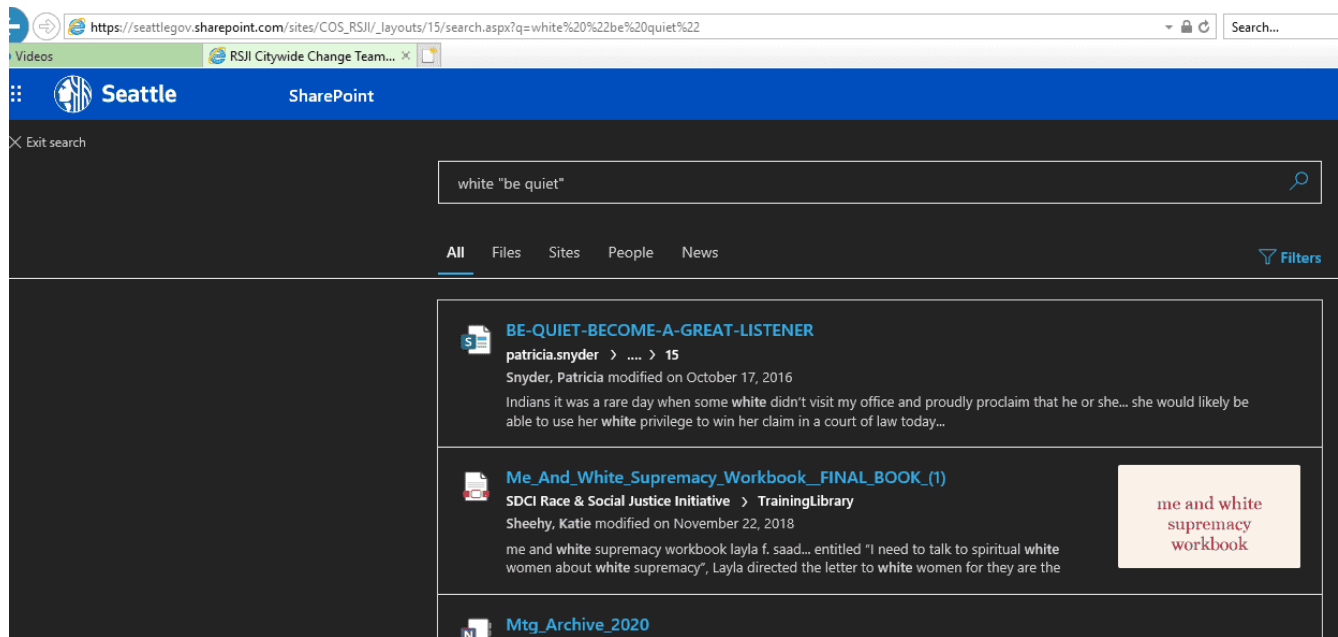 https://seattlegov.sharepoint.com/sites/COS_RSJI/_layouts/15/search.aspx?q=white%20%22be%20quiet%22
Search...
Videos
RSJI Citywide Change Team...
Seattle
SharePoint
Exit search
white "be quiet"
All Files Sites People News
Filters
BE-QUIET-BECOME-A-GREAT-LISTENER
patricia.snyder > .... > 15
Snyder, Patricia modified on October 17, 2016
Indians it was a rare day when some white didn't visit my office and proudly proclaim that he or she... she would likely be
able to use her white privilege to win her claim in a court of law today...
Me_And_White_Supremacy_Workbook__FINAL_BOOK_(1)
SDCI Race & Social Justice Initiative > TrainingLibrary
Sheehy, Katie modified on November 22, 2018
me and white supremacy workbook layla f. saad... entitled "I need to talk to spiritual white
women about white supremacy", Layla directed the letter to white women for they are the
me and white
supremacy
workbook
Mtg_Archive_2020